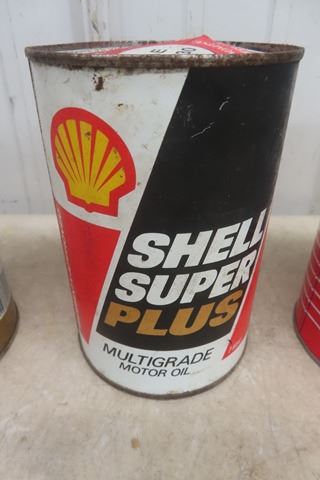 SHELL
SUPER
PLUS
MULTIGRADE
MOTOR OIL